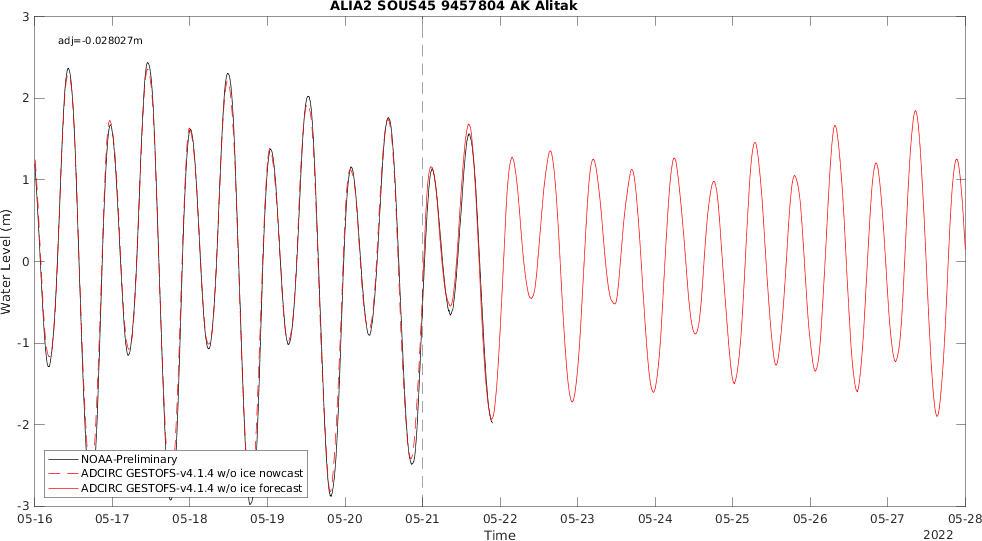 ALIA2 SOUS45 9457804 AK Alitak
adj=-0.028027m
3
2
1
0
-1
-2
-3
Water Level (m)
NOAA-Preliminary
ADCIRC GESTOFS-v4.1.4 w/o ice nowcast
ADCIRC GESTOFS-v4.1.4 w/o ice forecast
05-16 05-17 05-18 05-19 05-20 05-21 05-22 05-23 05-24 05-25 05-26 05-27 05-28
Time
2022